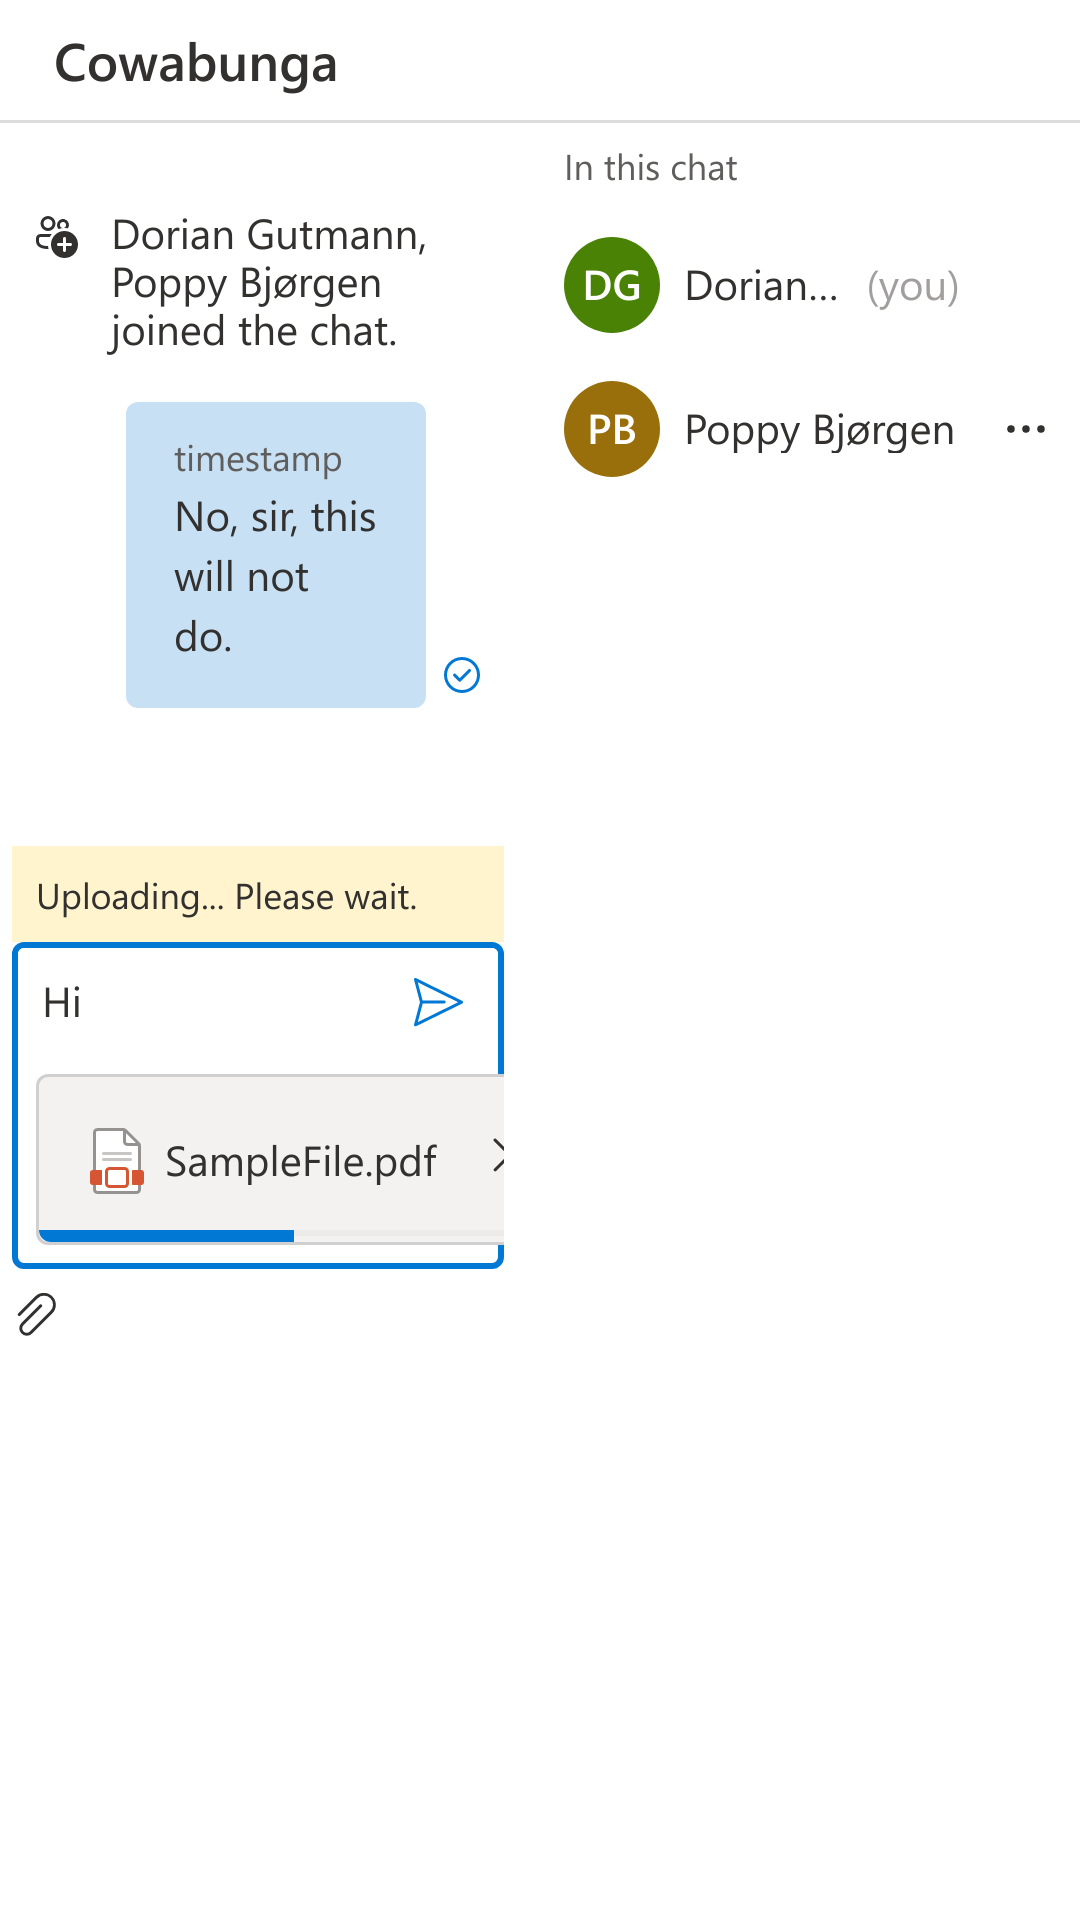 Cowabunga
Dorian Gutmann,
Poppy Bjørgen
joined the chat.
timestamp
No, sir, this
will not
do.
Uploading... Please wait.
Hi
SampleFile.pdf
In this chat
DG Dorian... (you)
PB Poppy Bjørgen